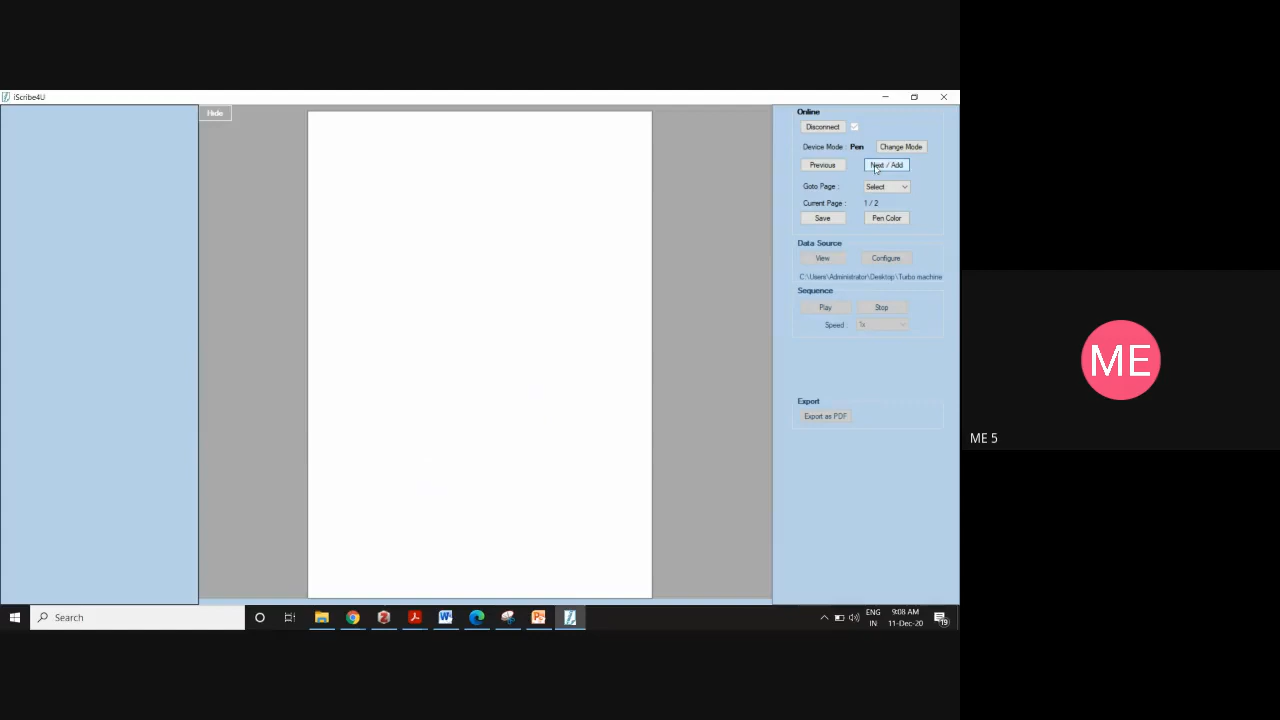 iScribe4U
Hide
Online
Disconnect
Device Mode : Pen Change Mode
Previous Next / Add
Goto Page : Select
Current Page : 1 / 2
Save Pen Color
Data Source
View Configure
C:\Users\Administrator\Desktop\Turbo machine
Sequence
Play Stop
Speed : 1x
Export
Export as PDF
ME
ME 5
Search
ENG
IN
9:08 AM
11-Dec-20
19